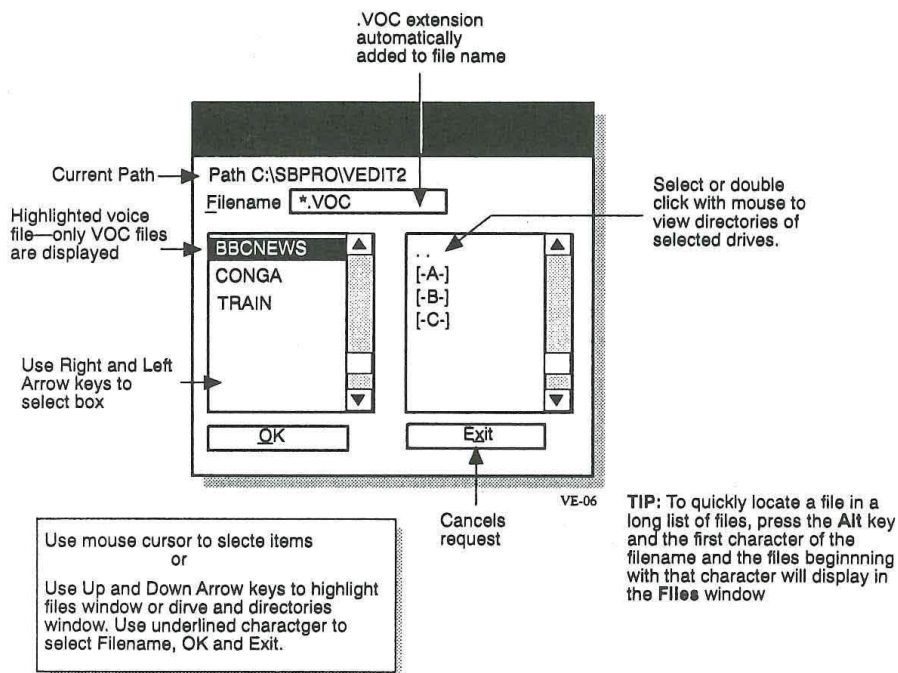 .VOC extension
automatically
added to file name
Current Path
Path C:\SBPRO\VEDIT2
Filename *.VOC
Highlighted voice
file—only VOC files
are displayed
Select or double
click with mouse to
view directories of
selected drives.
BBCNEWS
CONGA
TRAIN
. .
[-A-]
[-B-]
[-C-]
Use Right and Left
Arrow keys to
select box
OK
Exit
VE-06
Cancels
request
TIP: To quickly locate a file in a
long list of files, press the Alt key
and the first character of the
filename and the files beginnning
with that character will display in
the Files window
Use mouse cursor to slecte items
or
Use Up and Down Arrow keys to highlight
files window or dirve and directories
window. Use underlined charactger to
select Filename, OK and Exit.